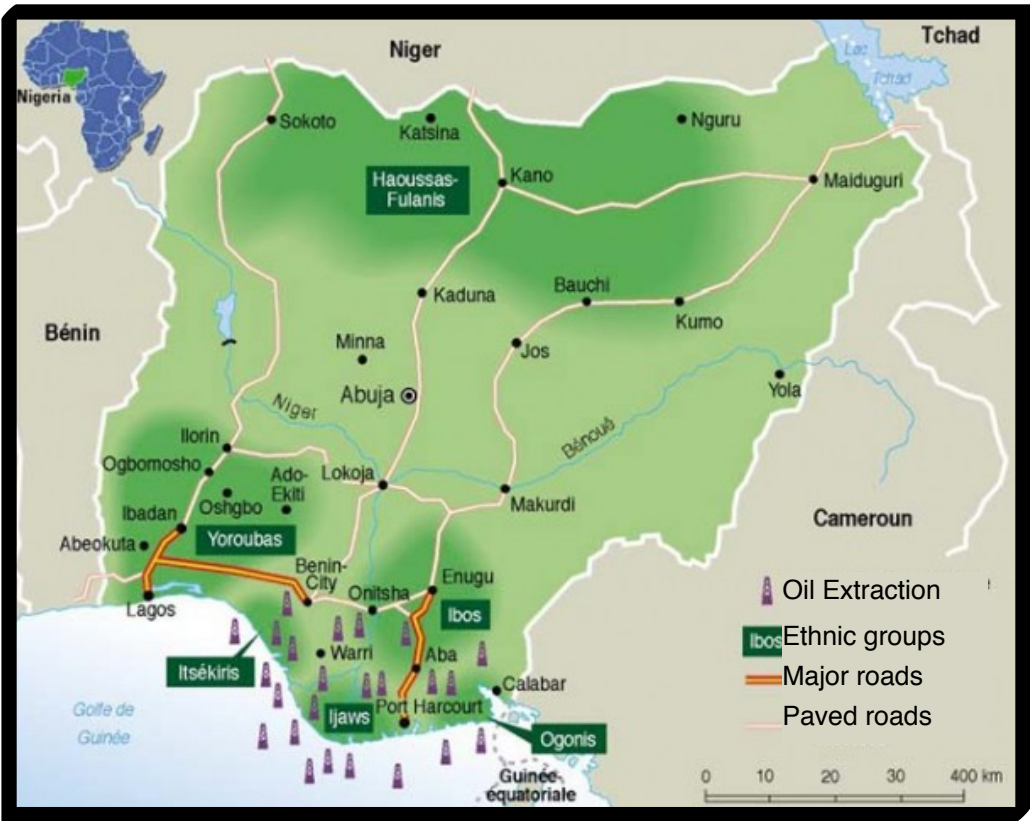 Niger
Tchad
Lac
Tchad
Nigeria
Sokoto
Katsina
Nguru
Haoussas-
Fulanis
Kano
Maiduguri
Kaduna
Bauchi
Kumo
Bénin
Minna
Jos
Abuja
Yola
Niger
Bénoué
Ilorin
Ogbomosho
Lokoja
Ado-
Ekiti
Oshgbo
Makurdi
Ibadan
Yoroubas
Cameroun
Abeokuta
Benin-
City
Onitsha
Enugu
Lagos
Ibos
Warri
Aba
Itsékiris
Calabar
Ijaws
Port Harcourt
Ogonis
Golfe de
Guinée
Guinée
équatoriale
Oil Extraction
Ibos Ethnic groups
Major roads
Paved roads
0 10 20 30 400 km